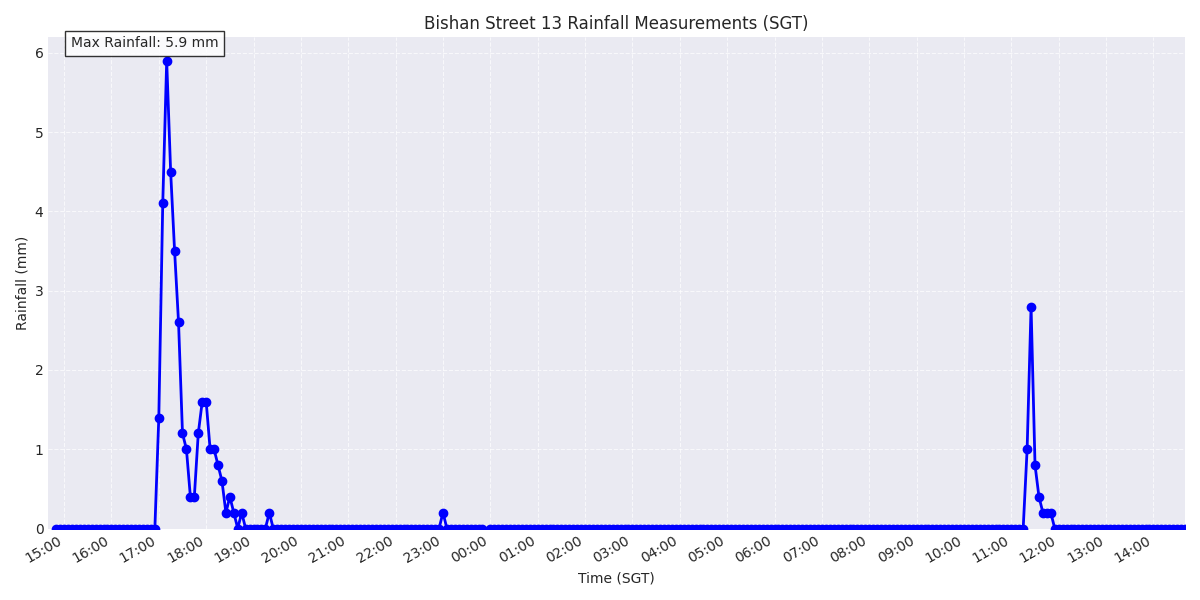 Bishan Street 13 Rainfall Measurements (SGT)
Max Rainfall: 5.9 mm
6
5
4
3
2
1
0
Rainfall (mm)
15:00 16:00 17:00 18:00 19:00 20:00 21:00 22:00 23:00 00:00 01:00 02:00 03:00 04:00 05:00 06:00 07:00 08:00 09:00 10:00 11:00 12:00 13:00 14:00
Time (SGT)